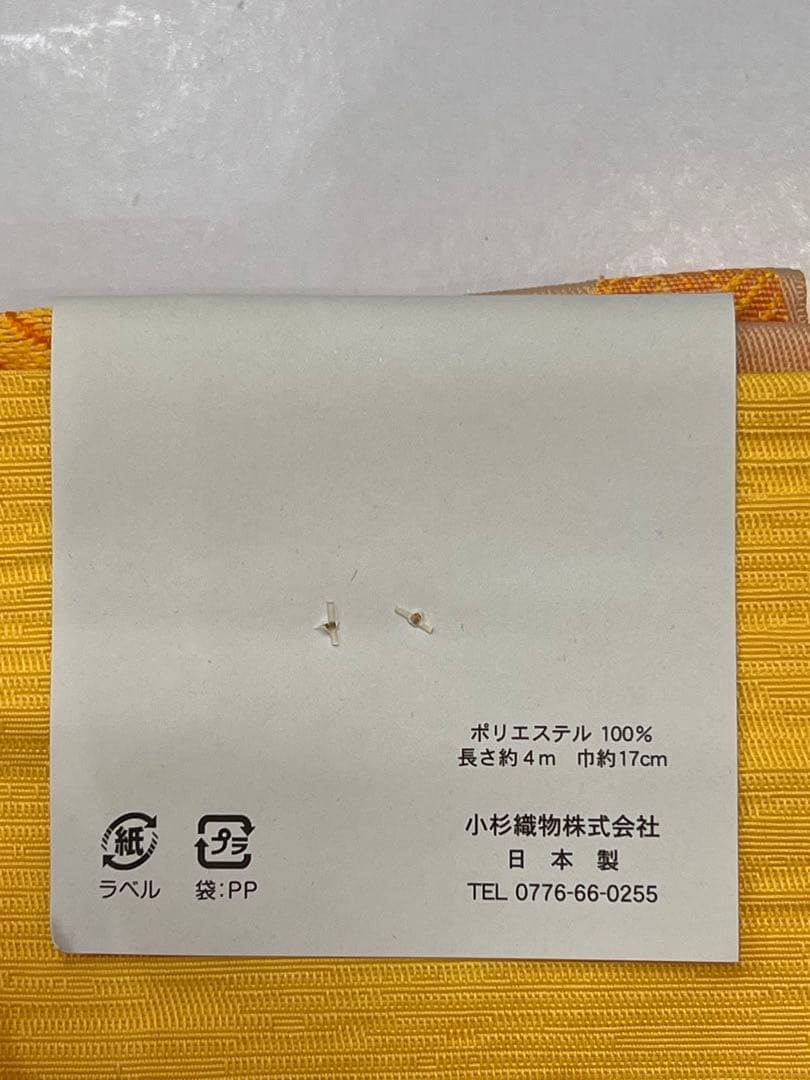 ポリエステル 100%
長さ約4m 巾約17cm
小杉織物株式会社
日本製
TEL 0776-66-0255
紙
ラベル
プラ
袋:PP